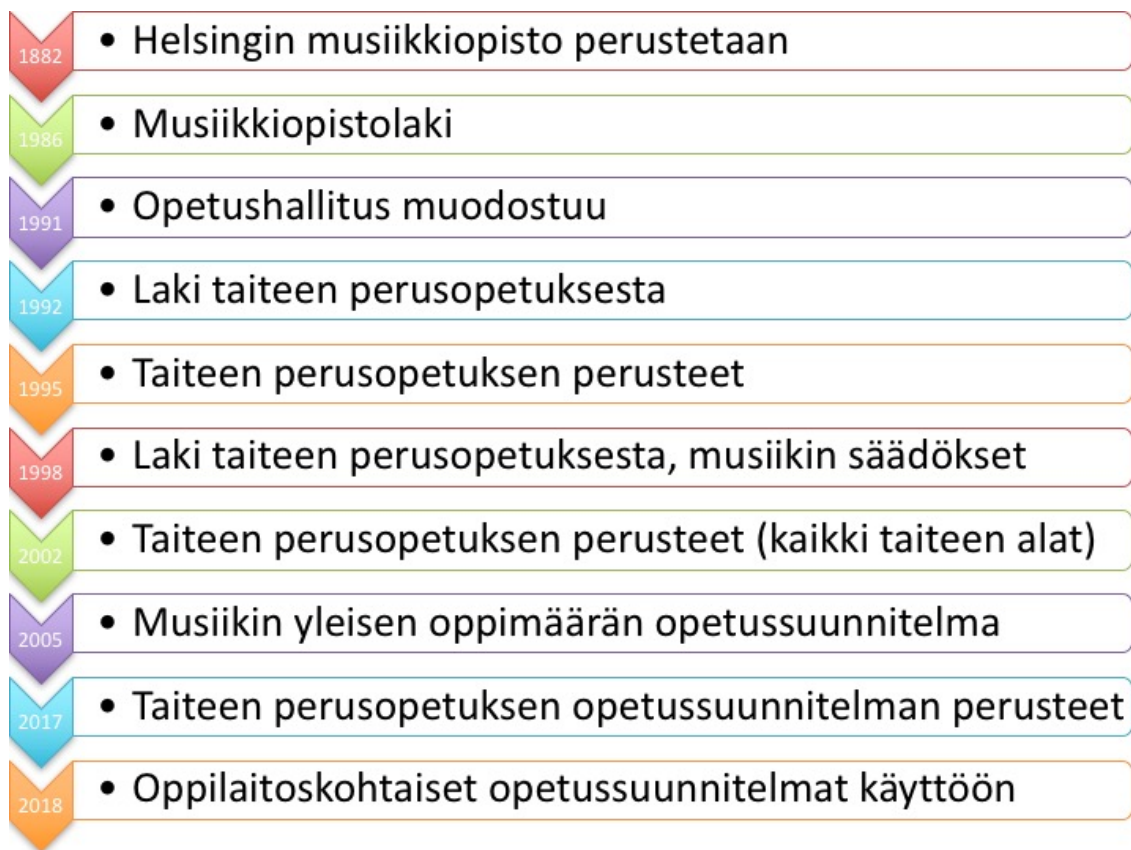 1882 • Helsingin musiikkiopisto perustetaan
1986 • Musiikkiopistolaki
1991 • Opetushallitus muodostuu
1992 • Laki taiteen perusopetuksesta
1995 • Taiteen perusopetuksen perusteet
1998 • Laki taiteen perusopetuksesta, musiikin säädökset
2002 • Taiteen perusopetuksen perusteet (kaikki taiteen alat)
2005 • Musiikin yleisen oppimäärän opetussuunnitelma
2017 • Taiteen perusopetuksen opetussuunnitelman perusteet
2018 • Oppilaitoskohtaiset opetussuunnitelmat käyttöön